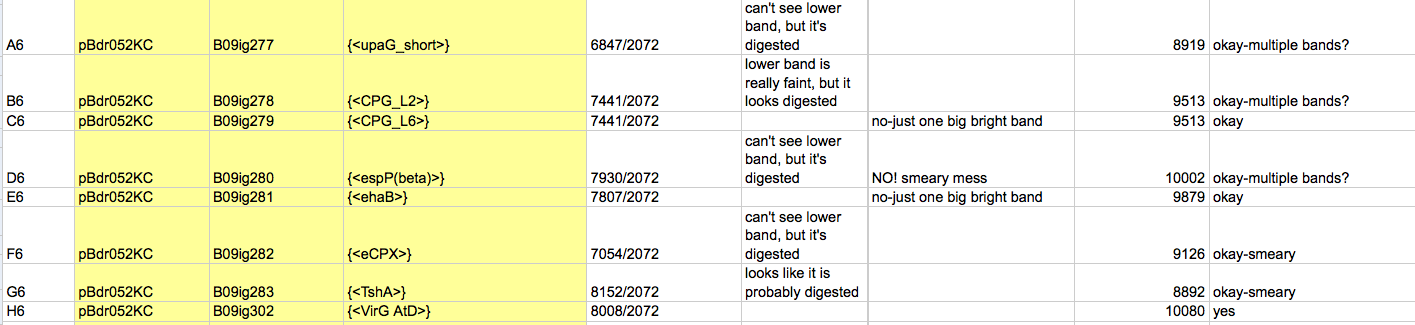 can't see lower
band, but it's
A6 pBdr052KC B09ig277 {<upaG_short>} 6847/2072 digested 8919 okay-multiple bands?
lower band is
really faint, but it
B6 pBdr052KC B09ig278 {<CPG_L2>} 7441/2072 looks digested 9513 okay-multiple bands?
C6 pBdr052KC B09ig279 {<CPG_L6>} 7441/2072 no-just one big bright band 9513 okay
can't see lower
band, but it's
D6 pBdr052KC B09ig280 {<espP(beta)>} 7930/2072 digested NO! smeary mess 10002 okay-multiple bands?
E6 pBdr052KC B09ig281 {<ehaB>} 7807/2072 no-just one big bright band 9879 okay
can't see lower
band, but it's
F6 pBdr052KC B09ig282 {<eCPX>} 7054/2072 digested 9126 okay-smeary
looks like it is
G6 pBdr052KC B09ig283 {<TshA>} 8152/2072 probably digested 8892 okay-smeary
H6 pBdr052KC B09ig302 {<VirG AtD>} 8008/2072 10080 yes